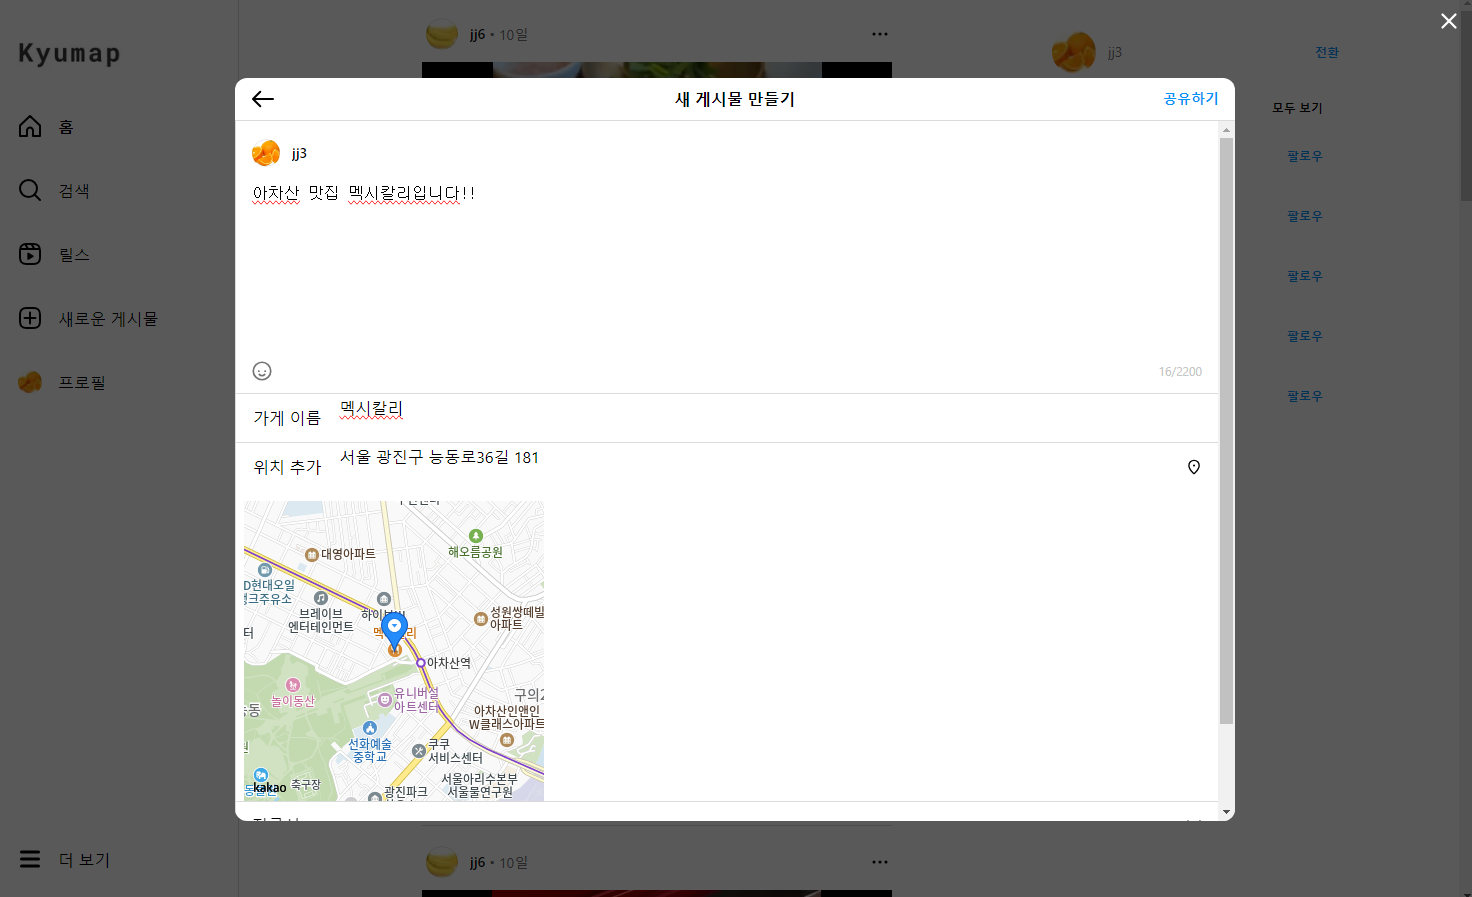 Kyumap
홈
검색
릴스
새로운 게시물
프로필
더 보기
jj6 • 10일
jj3
전환
모두 보기
팔로우
팔로우
팔로우
팔로우
팔로우
새 게시물 만들기
공유하기
jj3
아차산 맛집 멕시칼리입니다!!
16/2200
가게 이름
멕시칼리
위치 추가
서울 광진구 능동로36길 181
대영아파트
해오름공원
D현대오일
뱅크주유소
브레이브
엔터테인먼트
성원쌍떼빌
아파트
아차산역
놀이동산
유니버설
아트센터
구의2
아차산인앤인
W클래스아파트
선화예술
중학교
쿠쿠
서비스센터
서울아리수본부
서울물연구원
축구장
kakao
광진파크
jj6 • 10일